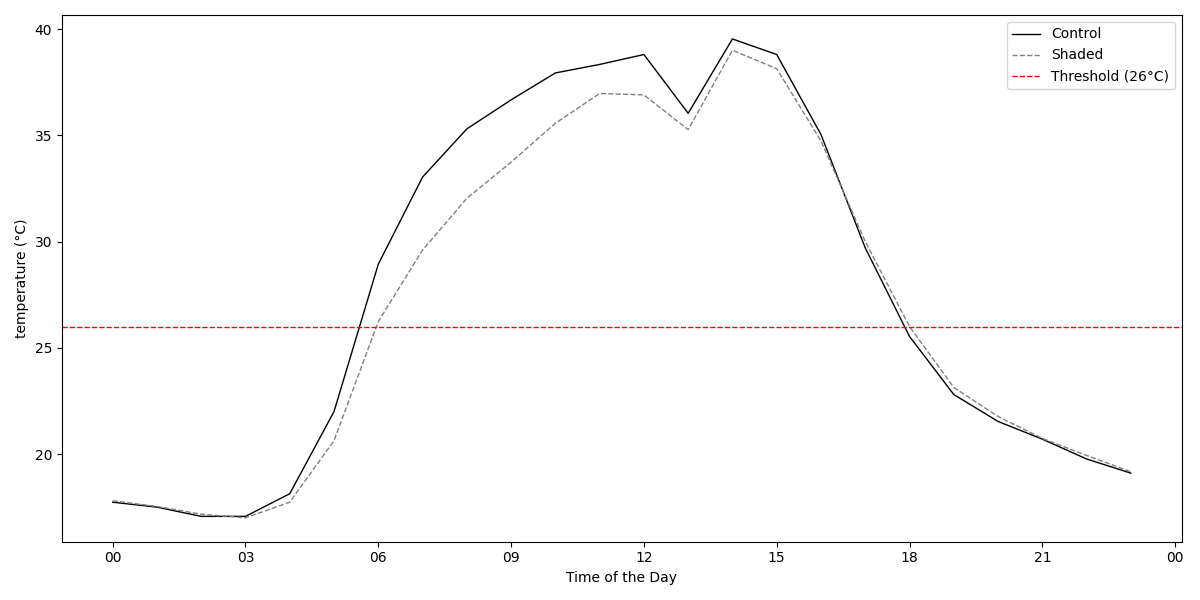 40
35
30
25
20
temperature (°C)
Control
Shaded
Threshold (26°C)
00 03 06 09 12 15 18 21 00
Time of the Day